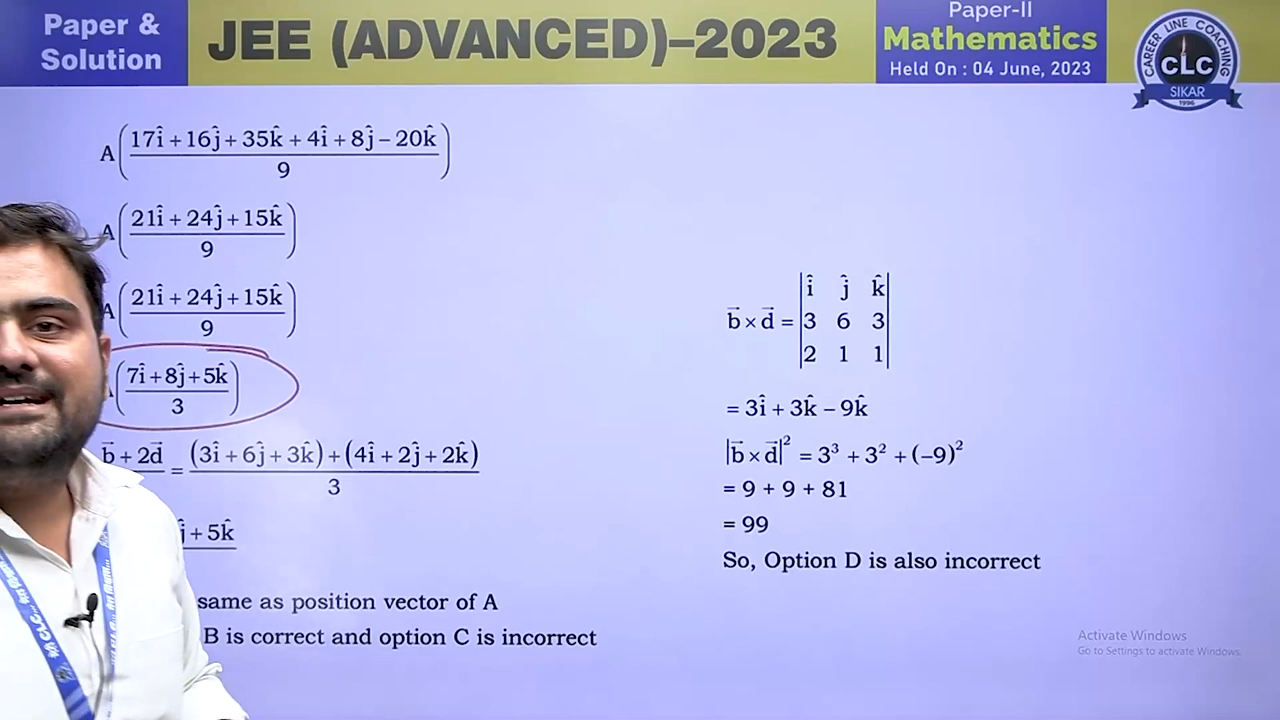 Paper &
Solution
JEE (ADVANCED)–2023
Paper-II
Mathematics
Held On : 04 June, 2023
CAREER LINE COACHING
CLC
SIKAR
1996
A(17î + 16ĵ + 35k̂ + 4î + 8ĵ – 20k̂ / 9)
A(21î + 24ĵ + 15k̂ / 9)
A(21î + 24ĵ + 15k̂ / 9)
(7î + 8ĵ + 5k̂ / 3)
b⃗ + 2d⃗ = (3î + 6ĵ + 3k̂) + (4î + 2ĵ + 2k̂) / 3
ĵ + 5k̂
same as position vector of A
B is correct and option C is incorrect
b⃗ × d⃗ = | î ĵ k̂ |
| 3 6 3 |
| 2 1 1 |
= 3î + 3k̂ – 9k̂
|b⃗ × d⃗|² = 3³ + 3² + (–9)²
= 9 + 9 + 81
= 99
So, Option D is also incorrect
Activate Windows
Go to Settings to activate Windows.